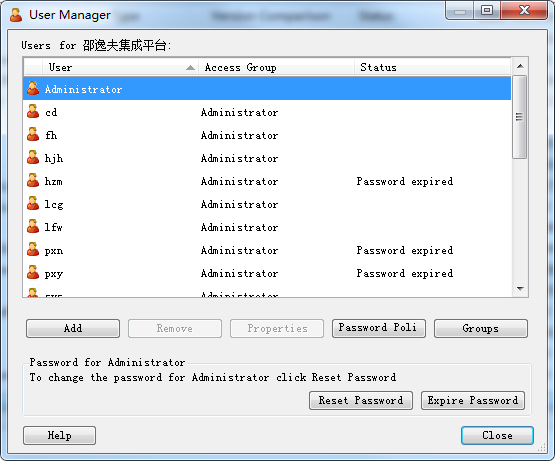 User Manager
Users for 邵逸夫集成平台:
User Access Group Status
Administrator
cd Administrator
fh Administrator
hjh Administrator
hzm Administrator Password expired
lcg Administrator
lfw Administrator
pxn Administrator Password expired
pxy Administrator Password expired
Administrator
Add Remove Properties Password Poli Groups
Password for Administrator
To change the password for Administrator click Reset Password
Reset Password Expire Password
Help Close